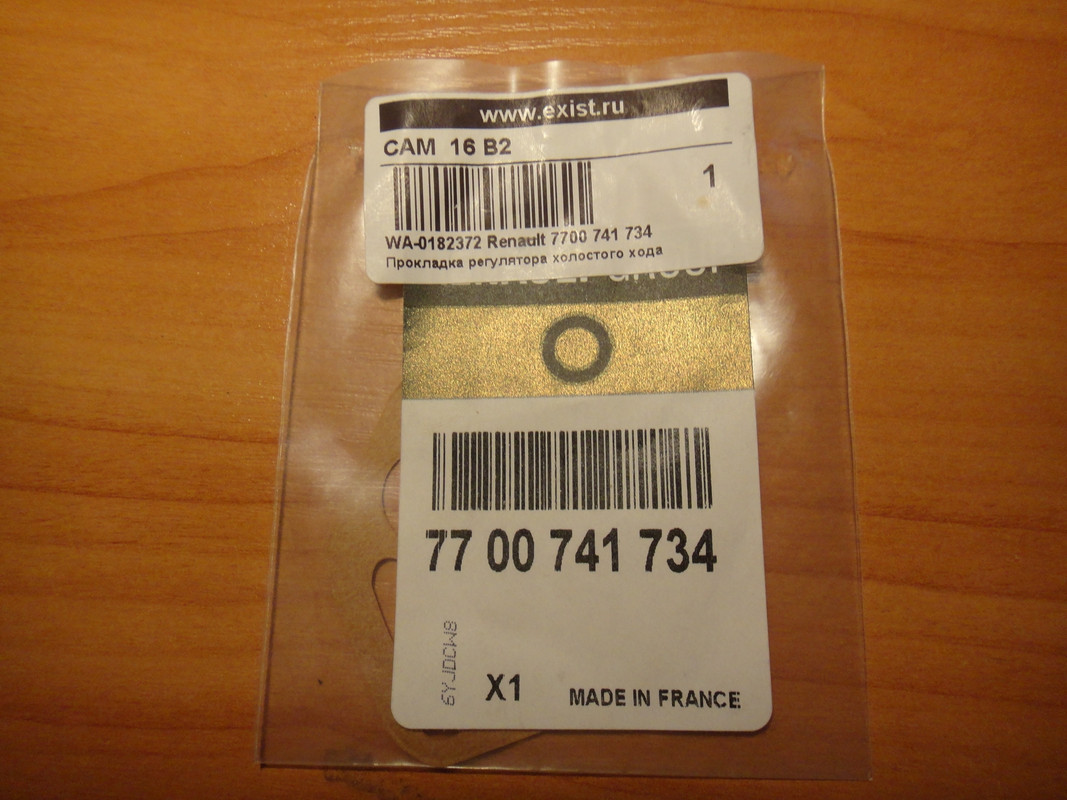 www.exist.ru
CAM 16 B2
1
WA-0182372 Renault 7700 741 734
Прокладка регулятора холостого хода
77 00 741 734
6YJDCW8
X1
MADE IN FRANCE